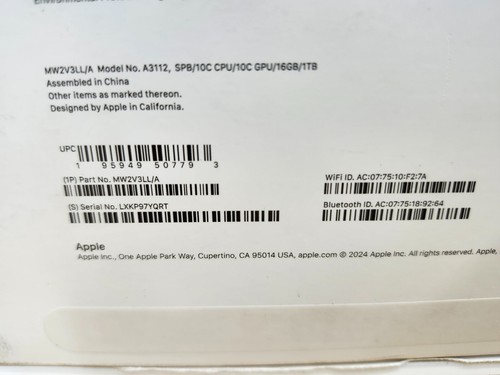 MW2V3LL/A Model No. A3112, SPB/10C CPU/10C GPU/16GB/1TB
Assembled in China
Other items as marked thereon.
Designed by Apple in California.
UPC
1 95949 50779 3
(1P) Part No. MW2V3LL/A
(S) Serial No. LXKP97YQRT
WiFi ID. AC:07:75:10:F2:7A
Bluetooth ID. AC:07:75:18:92:64
Apple
Apple Inc., One Apple Park Way, Cupertino, CA 95014 USA, apple.com © 2024 Apple Inc. All rights reserved. Apple,